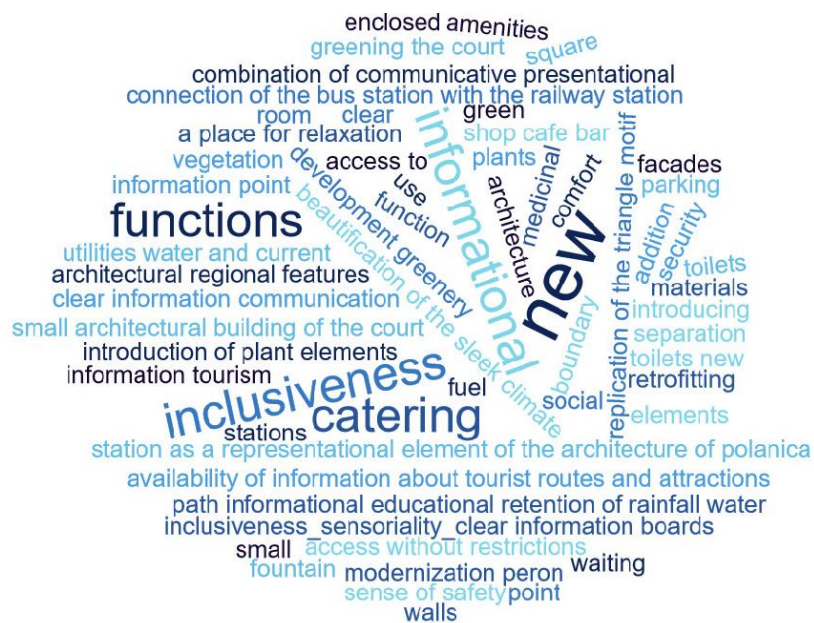 enclosed amenities
greening the court
square
combination of communicative presentational
connection of the bus station with the railway station
room
clear
green
a place for relaxation
informational
shop cafe bar
vegetation
development greenery
access to
plants
facades
information point
use
medicinal
comfort
replication of the triangle motif
parking
functions
function
architecture
new
addition
security
beautification of the sleek climate
utilities water and current
toilets
architectural regional features
materials
clear information communication
introducing
small architectural building of the court
boundary
separation
introduction of plant elements
toilets new
information tourism
inclusiveness
fuel
retrofitting
catering
social
elements
stations
station as a representational element of the architecture of polanica
availability of information about tourist routes and attractions
path informational educational retention of rainfall water
inclusiveness_sensoriality_clear information boards
small
access without restrictions
waiting
fountain
modernization peron
sense of safety
point
walls